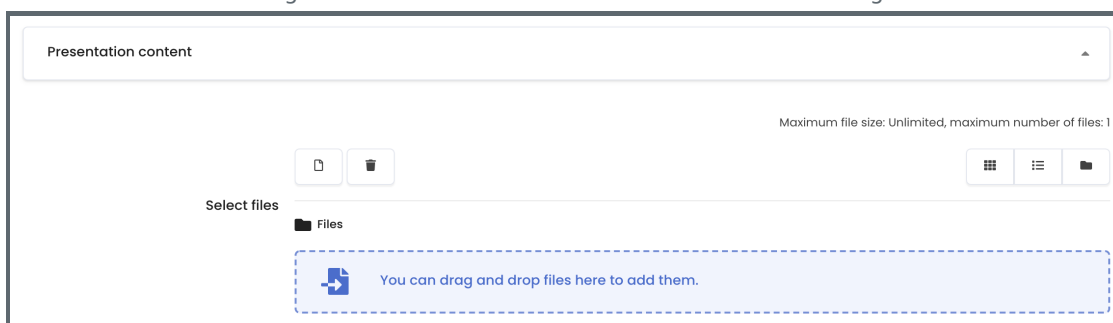 Presentation content
Maximum file size: Unlimited, maximum number of files: 1
Select files
Files
You can drag and drop files here to add them.